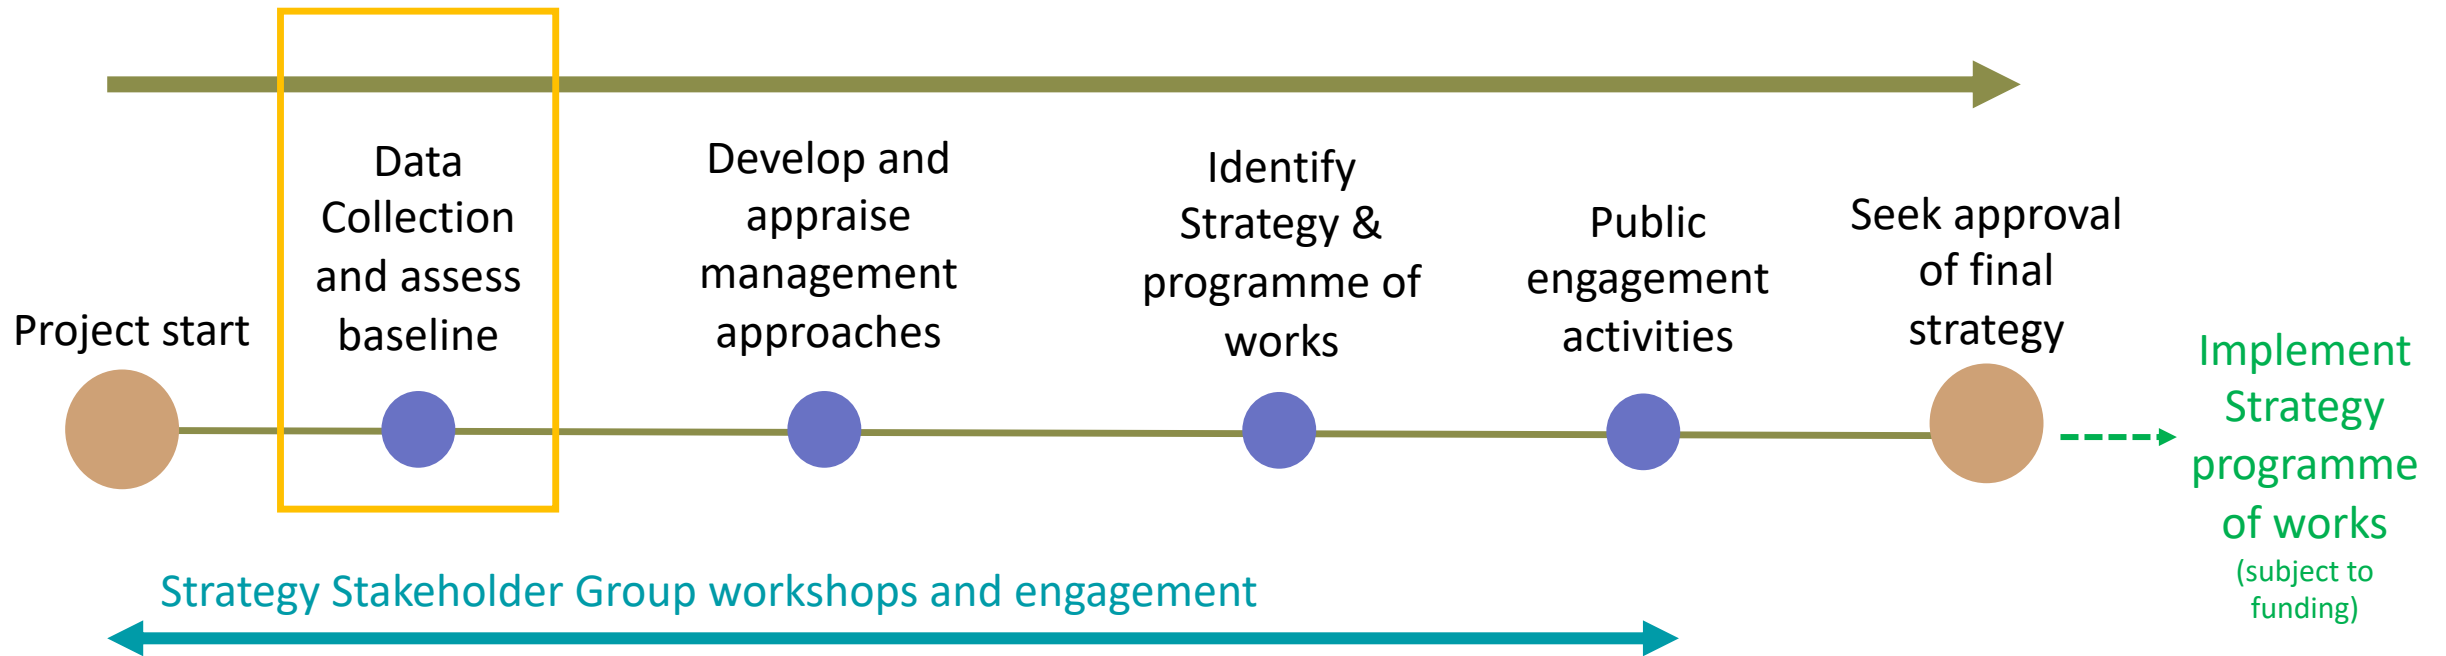 Project start
Data
Collection
and assess
baseline
Develop and
appraise
management
approaches
Identify
Strategy &
programme of
works
Public
engagement
activities
Seek approval
of final
strategy
Implement
Strategy
programme
of works
(subject to
funding)
Strategy Stakeholder Group workshops and engagement